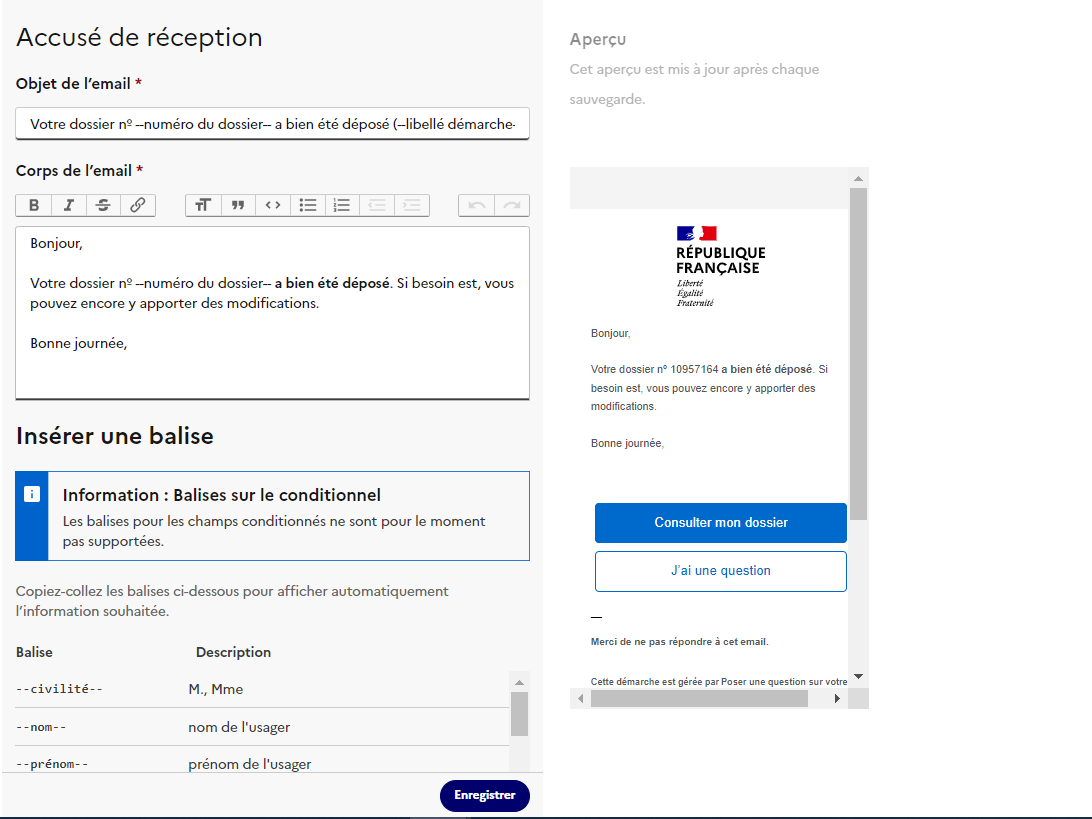 Accusé de réception
Objet de l’email *
Votre dossier nº --numéro du dossier-- a bien été déposé (--libellé démarche-
Corps de l’email *
Bonjour,
Votre dossier nº --numéro du dossier-- a bien été déposé. Si besoin est, vous
pouvez encore y apporter des modifications.
Bonne journée,
Insérer une balise
Information : Balises sur le conditionnel
Les balises pour les champs conditionnés ne sont pour le moment
pas supportées.
Copiez-collez les balises ci-dessous pour afficher automatiquement
l’information souhaitée.
Balise Description
--civilité-- M., Mme
--nom-- nom de l'usager
--prénom-- prénom de l'usager
Enregistrer
Aperçu
Cet aperçu est mis à jour après chaque
sauvegarde.
RÉPUBLIQUE
FRANÇAISE
Liberté
Égalité
Fraternité
Bonjour,
Votre dossier nº 10957164 a bien été déposé. Si
besoin est, vous pouvez encore y apporter des
modifications.
Bonne journée,
Consulter mon dossier
J’ai une question
—
Merci de ne pas répondre à cet email.
Cette démarche est gérée par Poser une question sur votre